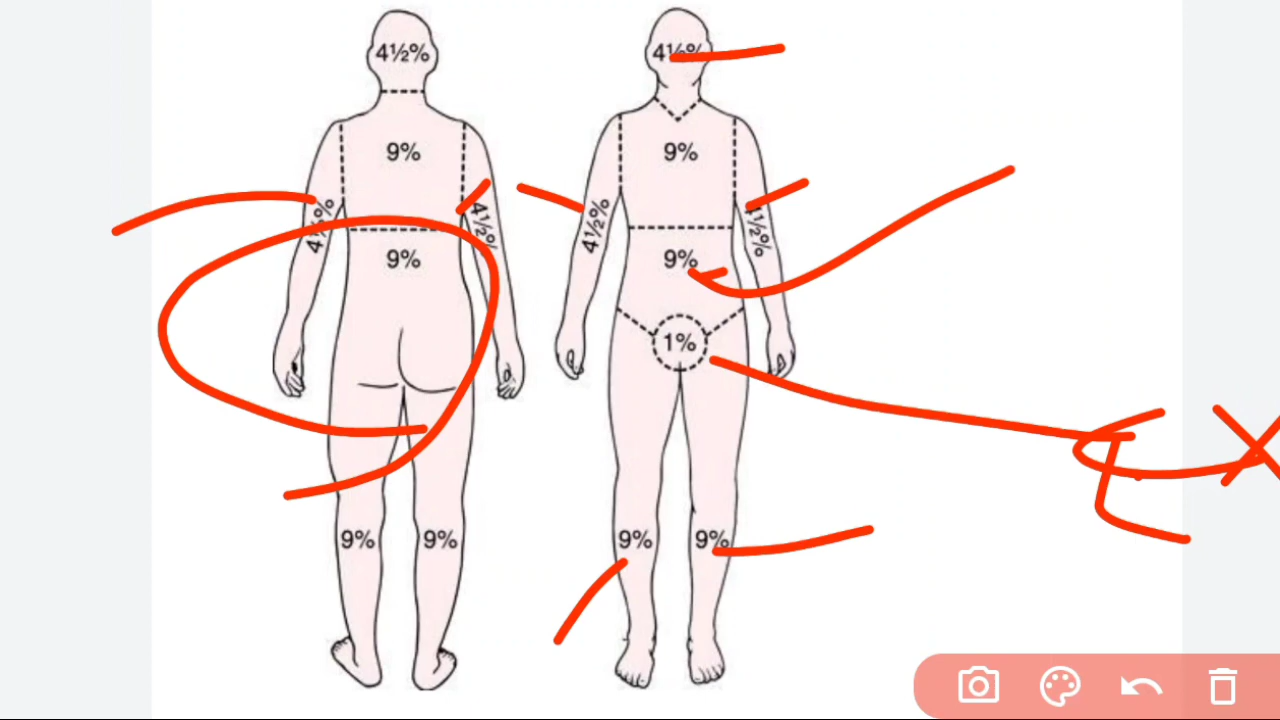 4½% 4½%
9% 9%
4½% 4½% 4½% 4½%
9% 9%
1%
9% 9% 9% 9%